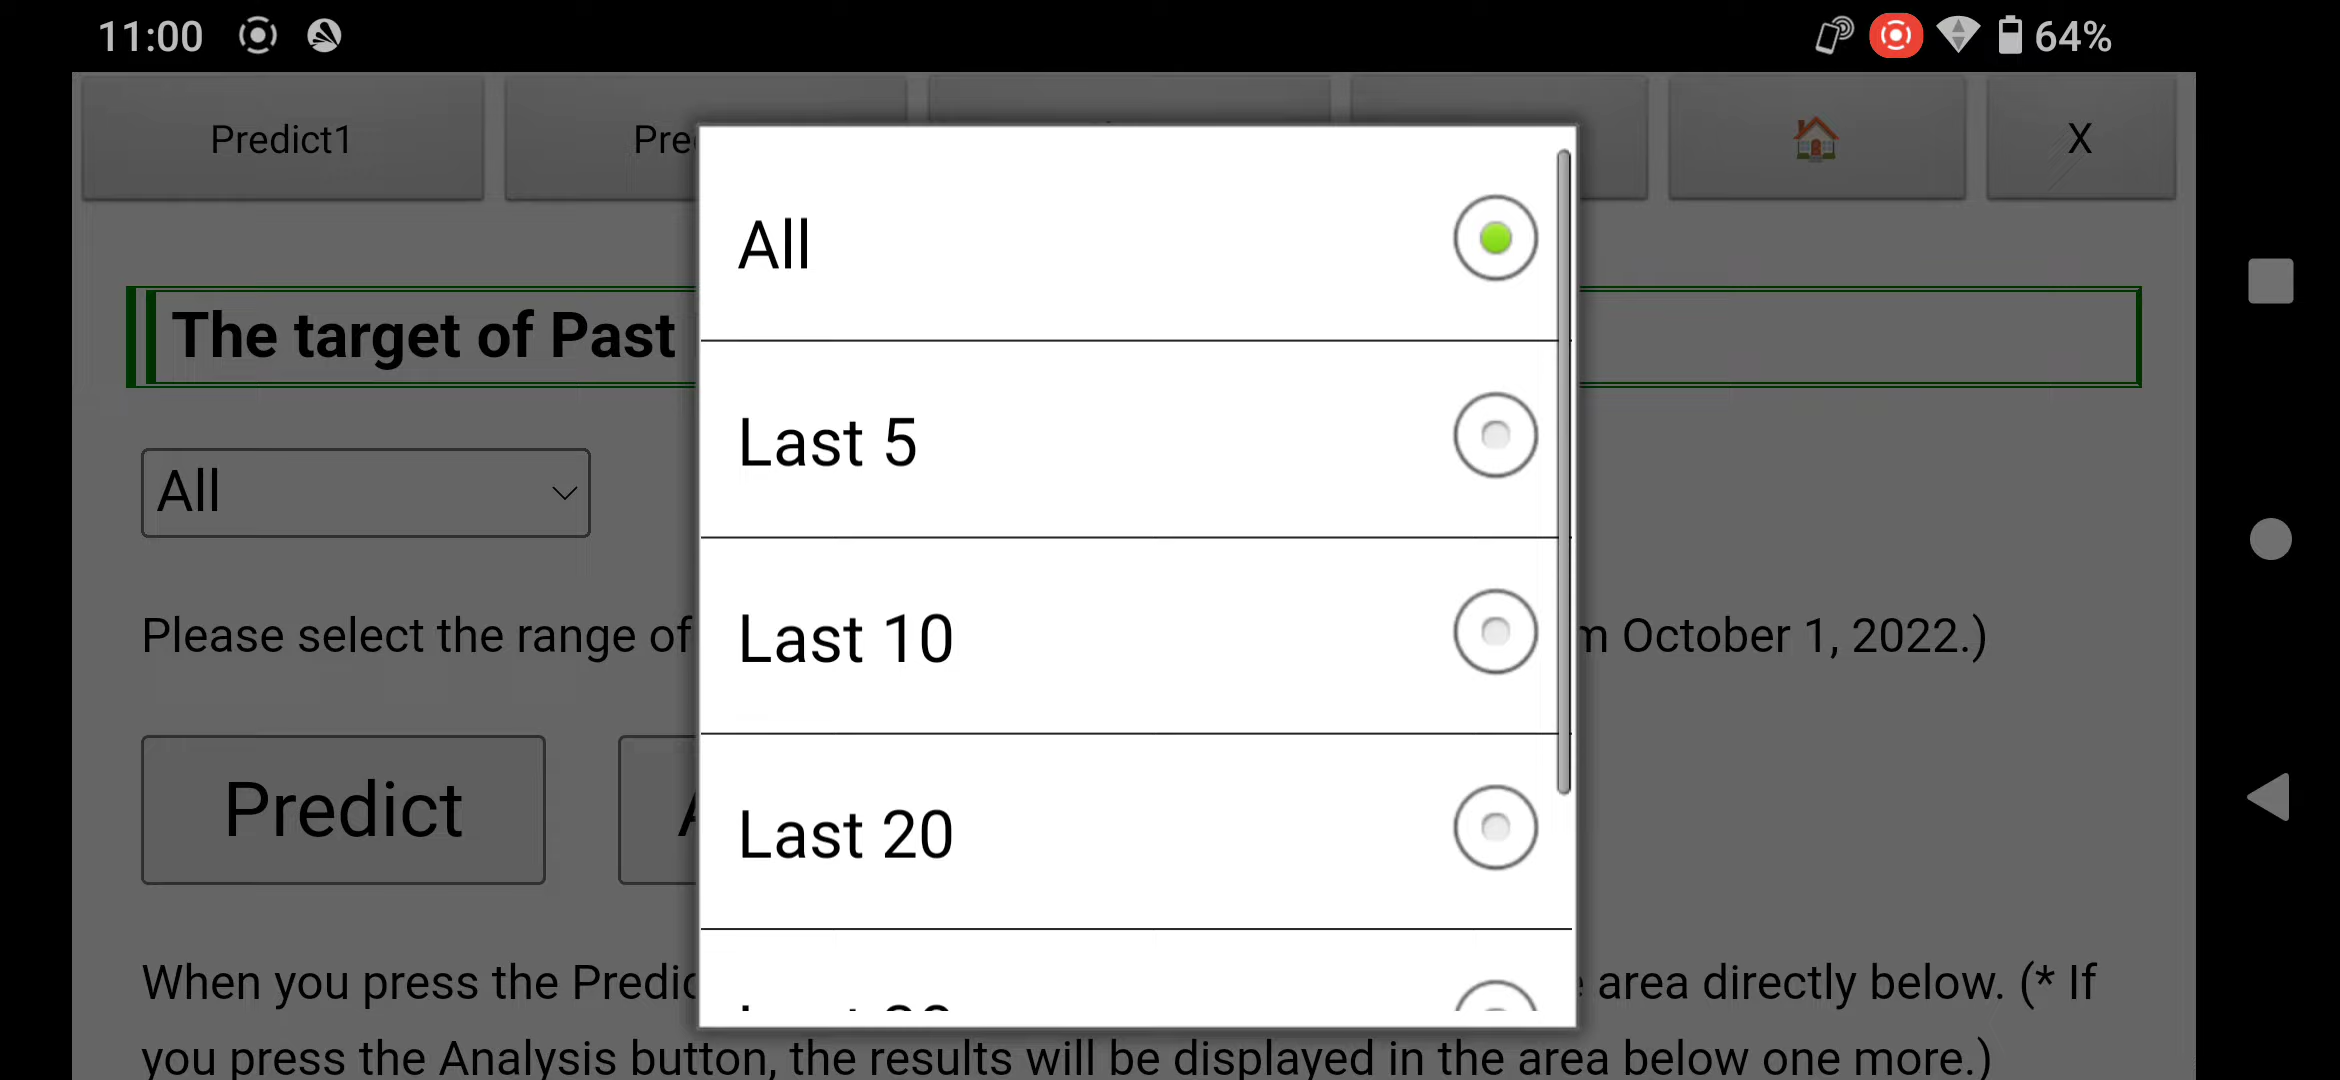 11:00
64%
Predict1
X
The target of Past
All
Please select the range of
m October 1, 2022.)
Predict
When you press the Predic
area directly below. (* If
you press the Analysis button, the results will be displayed in the area below one more.)
All
Last 5
Last 10
Last 20